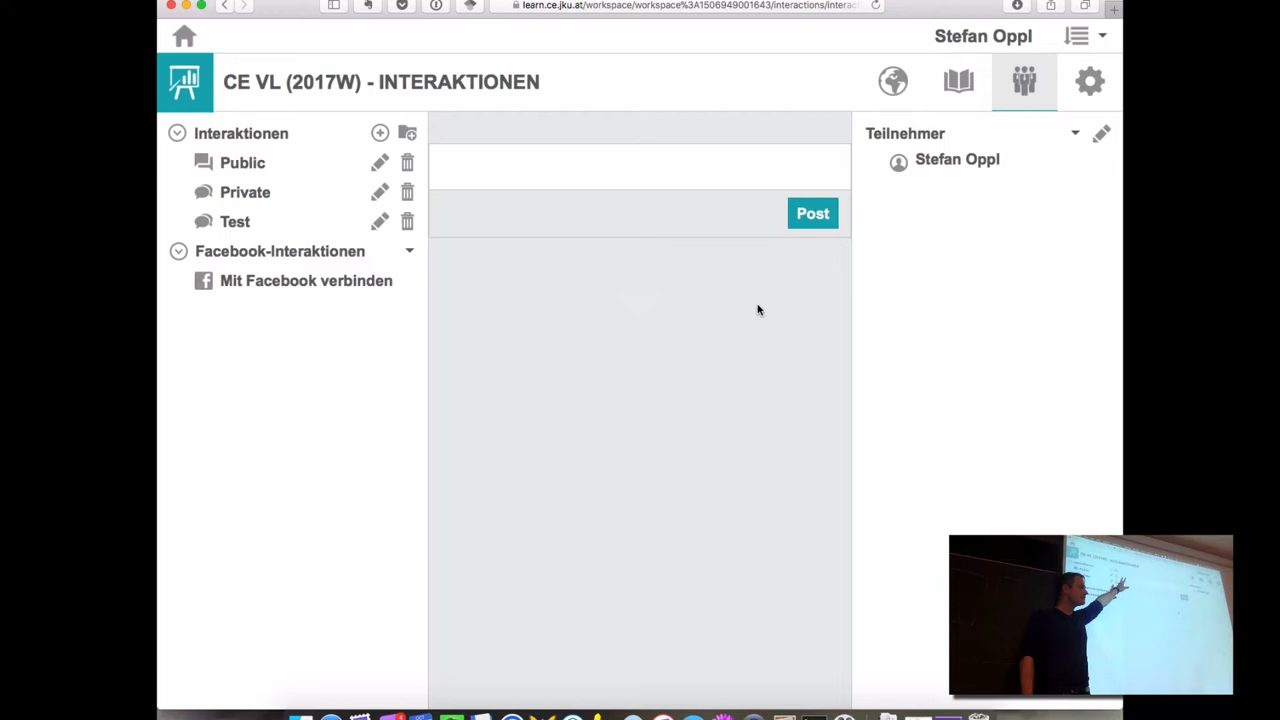 learn.ce.jku.at/workspace/workspace%3A1506949001643/interactions/interac
Stefan Oppl
CE VL (2017W) - INTERAKTIONEN
Interaktionen
Public
Private
Test
Facebook-Interaktionen
Mit Facebook verbinden
Post
Teilnehmer
Stefan Oppl